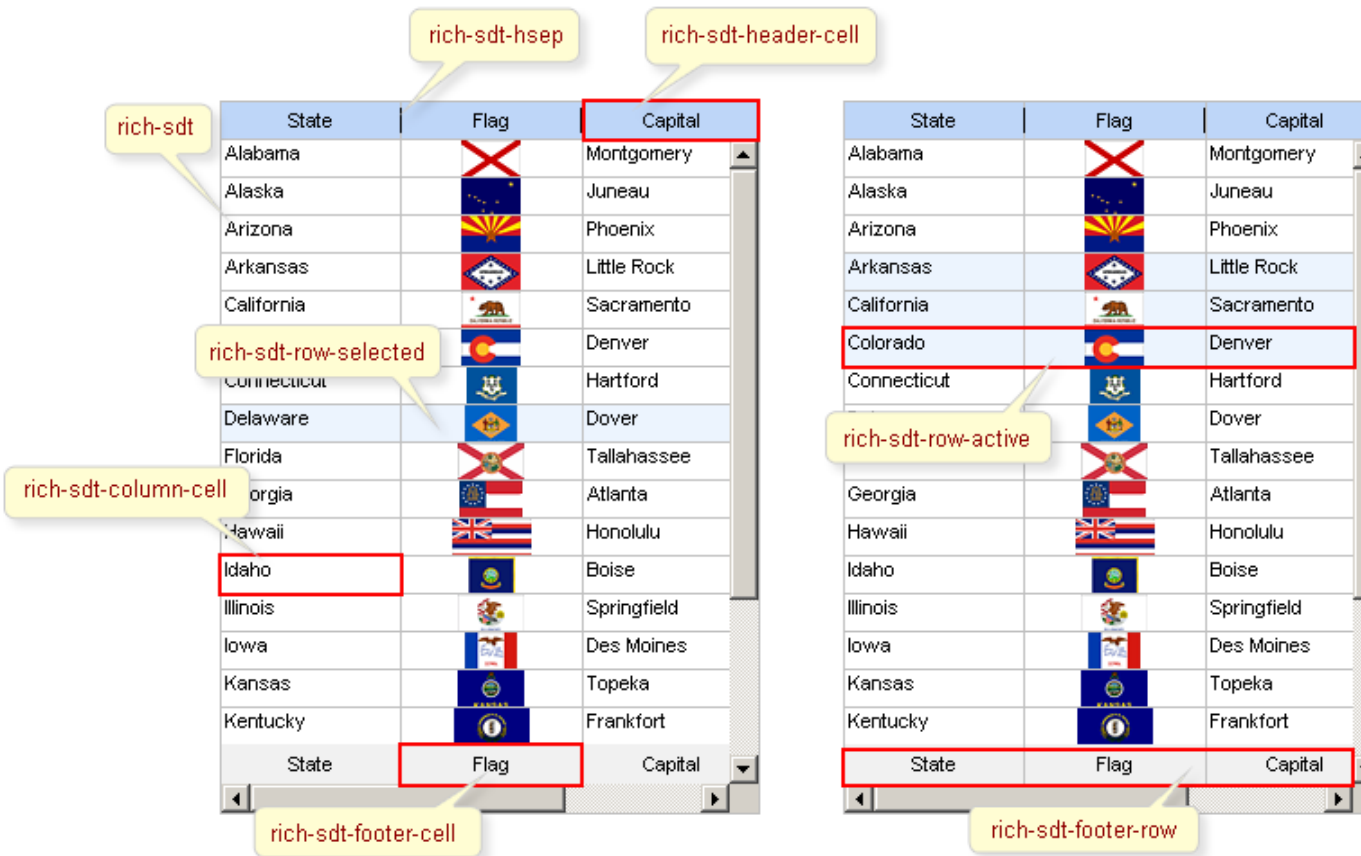 rich-sdt-hsep
rich-sdt-header-cell
rich-sdt
State Flag Capital
Alabama Montgomery
Alaska Juneau
Arizona Phoenix
Arkansas Little Rock
California Sacramento
rich-sdt-row-selected
Denver
Connecticut Hartford
Delaware Dover
Florida Tallahassee
rich-sdt-column-cell
orgia Atlanta
Hawaii Honolulu
Idaho Boise
Illinois Springfield
Iowa Des Moines
Kansas Topeka
KANSAS
Kentucky Frankfort
State Flag Capital
rich-sdt-footer-cell
State Flag Capital
Alabama Montgomery
Alaska Juneau
Arizona Phoenix
Arkansas Little Rock
California Sacramento
Colorado Denver
Connecticut Hartford
Dover
rich-sdt-row-active
Tallahassee
Georgia Atlanta
Hawaii Honolulu
Idaho Boise
Illinois Springfield
Iowa Des Moines
Kansas Topeka
KANSAS
Kentucky Frankfort
State Flag Capital
rich-sdt-footer-row